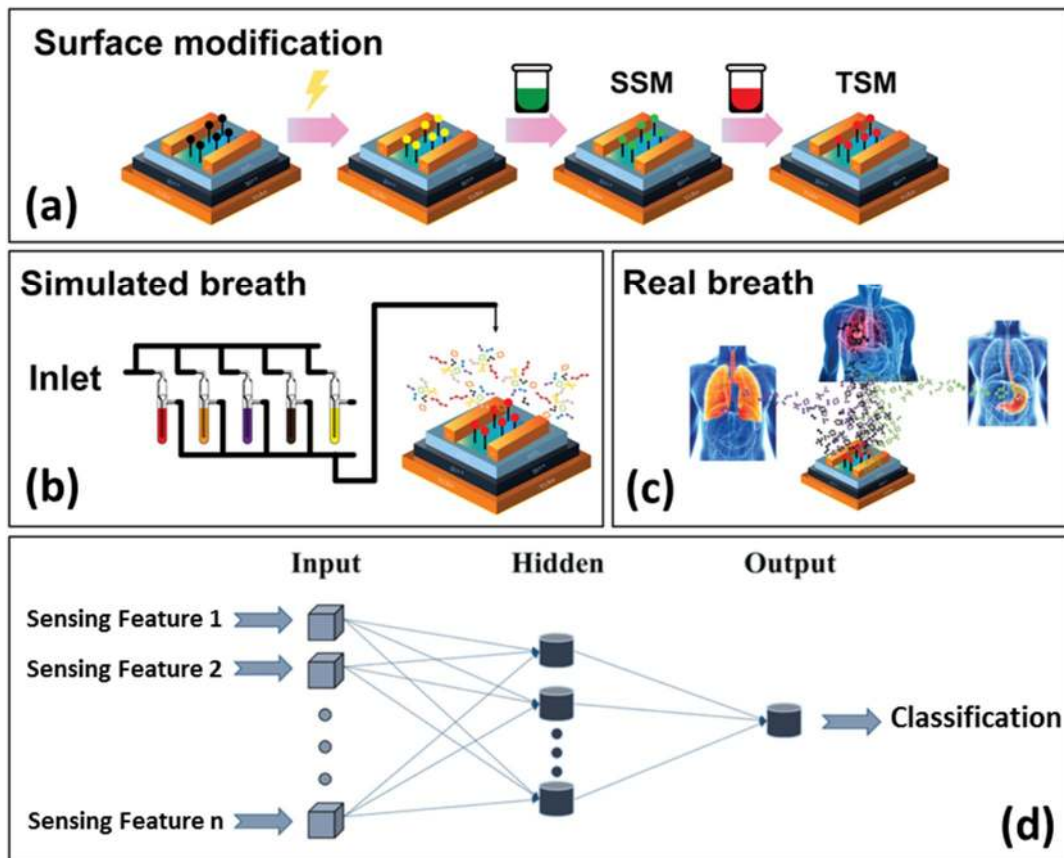 Surface modification
SSM
TSM
(a)
Simulated breath
Inlet
(b)
Real breath
(c)
Input
Hidden
Output
Sensing Feature 1
Sensing Feature 2
Classification
Sensing Feature n
(d)